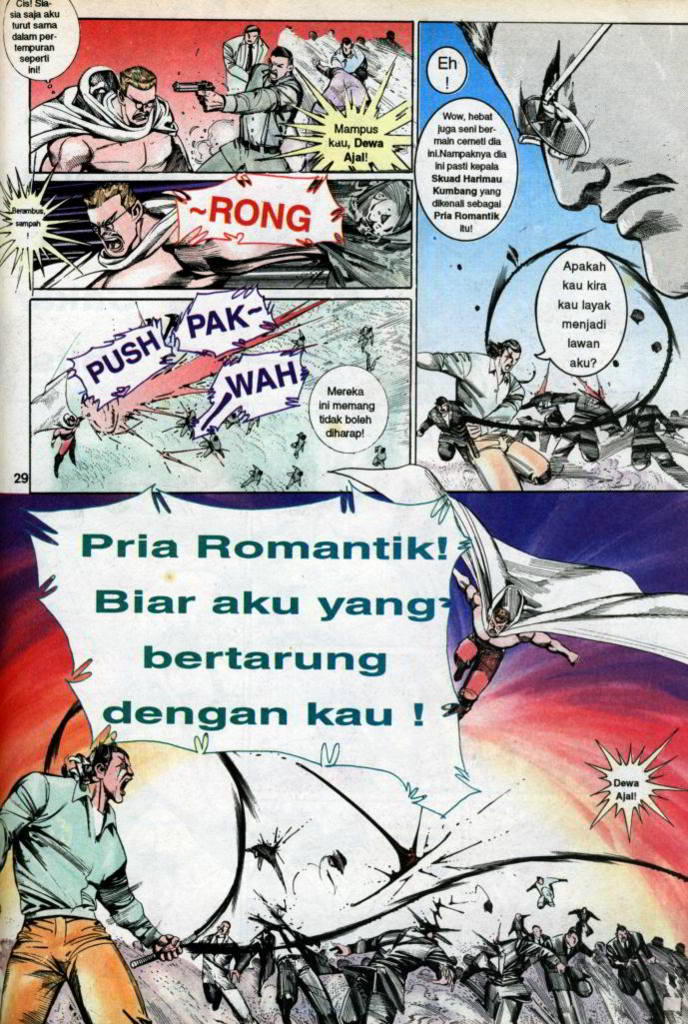 Cis! Sia-
sia saja aku
turut sama
dalam per-
tempuran
seperti
ini!
Mampus
kau, Dewa
Ajal!
Berambus,
sampah
!
~RONG
PUSH
PAK~
WAH
Mereka
ini memang
tidak boleh
diharap!
29
Eh
!
Wow, hebat
juga seni ber-
main cemeti dia
ini.Nampaknya dia
ini pasti kepala
Skuad Harimau
Kumbang yang
dikenali sebagai
Pria Romantik
itu!
Apakah
kau kira
kau layak
menjadi
lawan
aku?
Pria Romantik!
Biar aku yang
bertarung
dengan kau !
Dewa
Ajal!